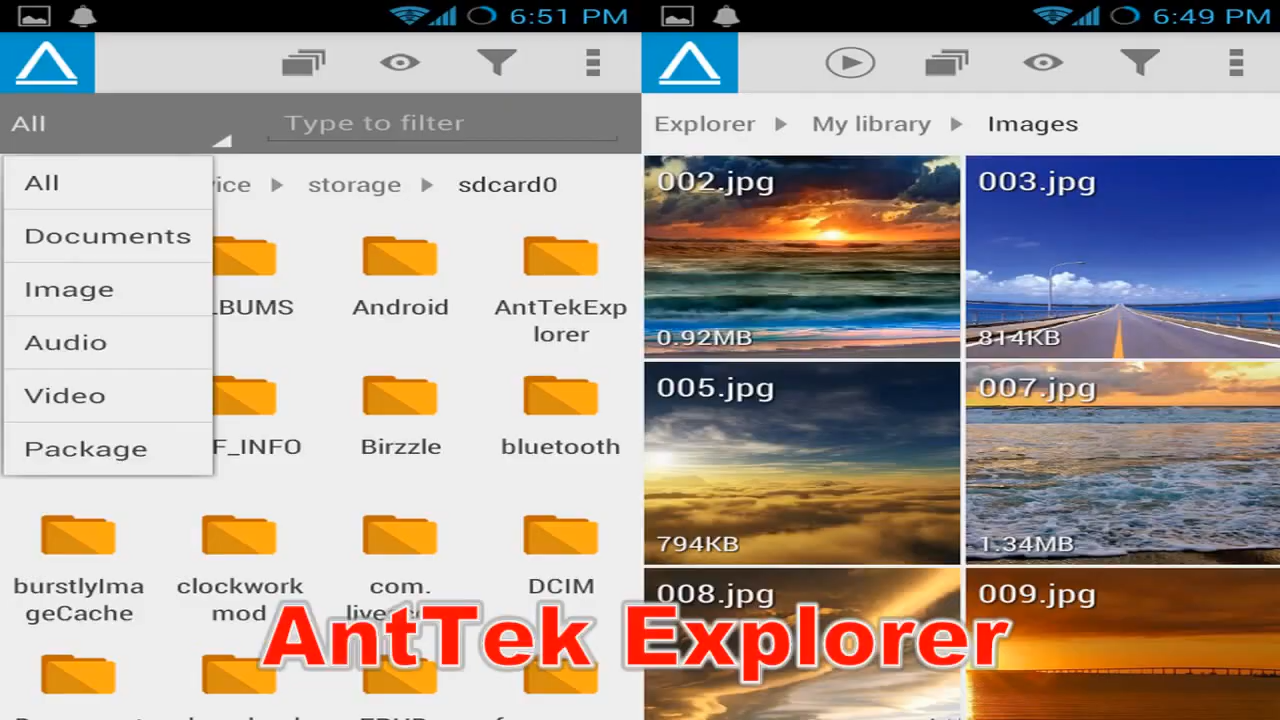 6:51 PM
All
Type to filter
All
Documents
Image
Audio
Video
Package
storage
sdcard0
Android
AntTekExp
lorer
F_INFO
Birzzle
bluetooth
burstlyIma
geCache
clockwork
mod
com.
DCIM
6:49 PM
Explorer
My library
Images
002.jpg
0.92MB
003.jpg
814KB
005.jpg
794KB
007.jpg
1.34MB
008.jpg
009.jpg
AntTek Explorer